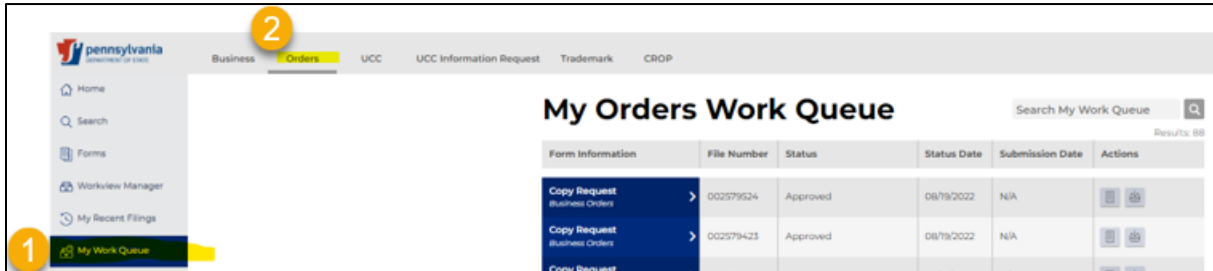 2
pennsylvania
DEPARTMENT OF STATE
Business Orders UCC UCC Information Request Trademark CROP
Home
Search
Forms
Workview Manager
My Recent Filings
1 My Work Queue
My Orders Work Queue
Search My Work Queue
Results: 88
Form Information File Number Status Status Date Submission Date Actions
Copy Request
Business Orders
002579524 Approved 08/19/2022 N/A
Copy Request
Business Orders
002579423 Approved 08/19/2022 N/A
Copy Request